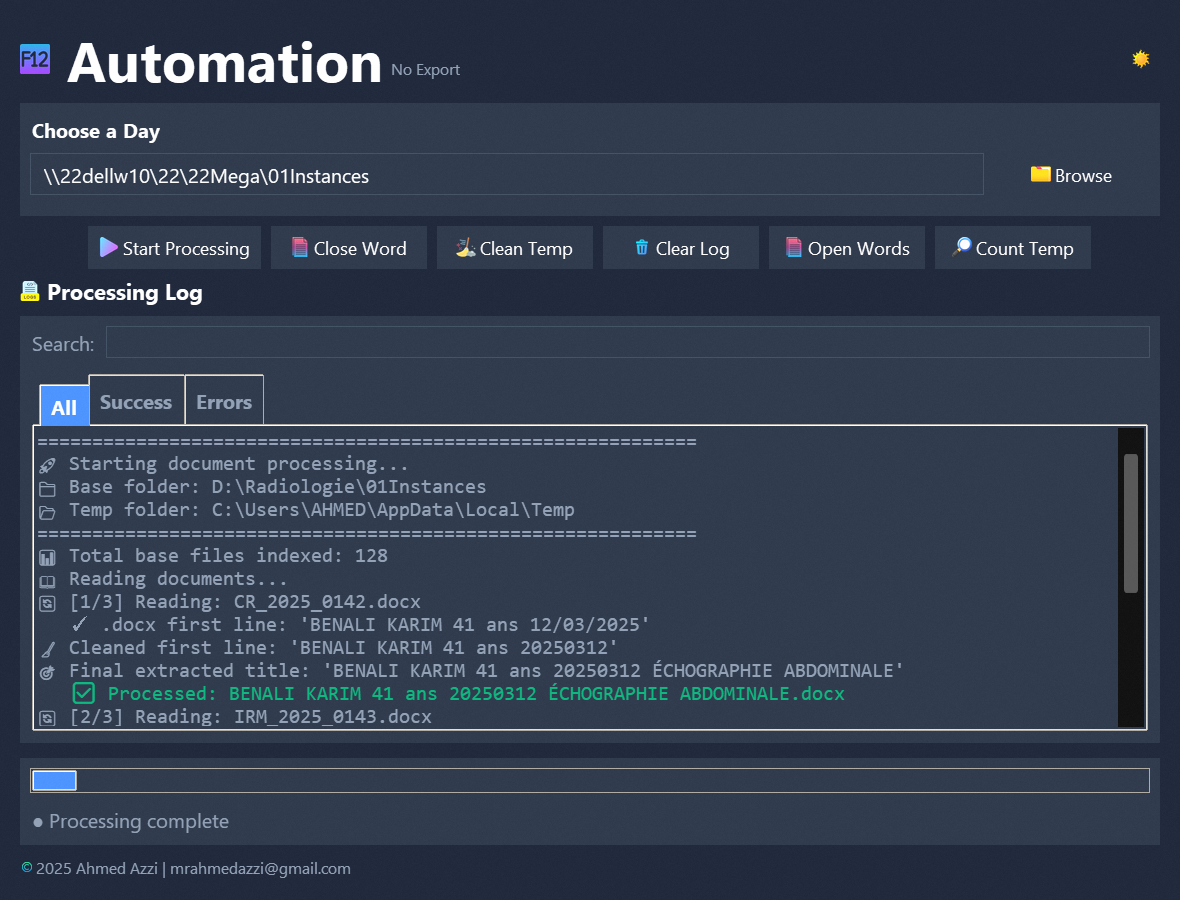 F12 Automation No Export
Choose a Day
\\22dellw10\22\22Mega\01Instances
Browse
Start Processing Close Word Clean Temp Clear Log Open Words Count Temp
Processing Log
Search:
All Success Errors
============================================================
Starting document processing...
Base folder: D:\Radiologie\01Instances
Temp folder: C:\Users\AHMED\AppData\Local\Temp
============================================================
Total base files indexed: 128
Reading documents...
[1/3] Reading: CR_2025_0142.docx
✓ .docx first line: 'BENALI KARIM 41 ans 12/03/2025'
Cleaned first line: 'BENALI KARIM 41 ans 20250312'
Final extracted title: 'BENALI KARIM 41 ans 20250312 ÉCHOGRAPHIE ABDOMINALE'
Processed: BENALI KARIM 41 ans 20250312 ÉCHOGRAPHIE ABDOMINALE.docx
[2/3] Reading: IRM_2025_0143.docx
● Processing complete
© 2025 Ahmed Azzi | mrahmedazzi@gmail.com